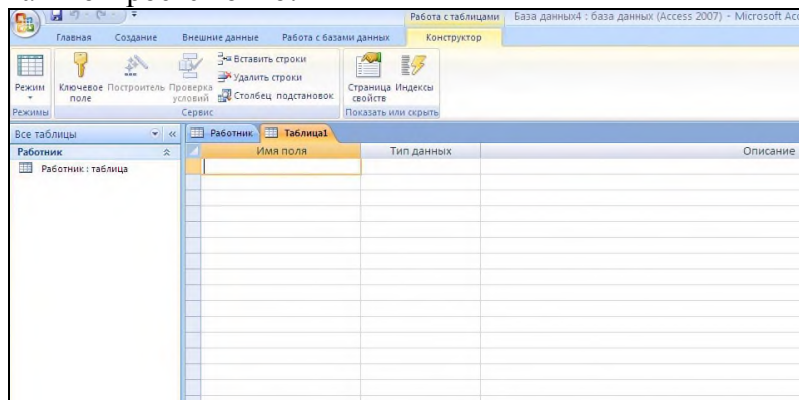 Работа с таблицами База данных4 : база данных (Access 2007) - Microsoft Acc
Главная Создание Внешние данные Работа с базами данных Конструктор
Режим
Ключевое поле
Построитель
Проверка условий
Вставить строки
Удалить строки
Столбец подстановок
Страница свойств
Индексы
Режимы Сервис Показать или скрыть
Все таблицы
Работник
Работник : таблица
Работник Таблица1
Имя поля Тип данных Описание